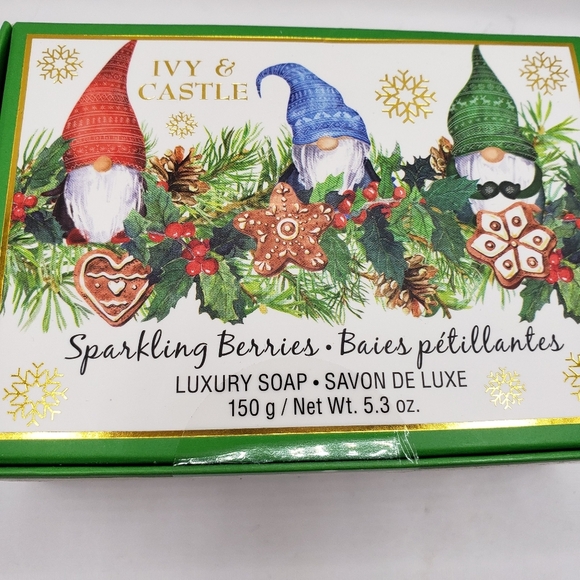 IVY &
CASTLE
Sparkling Berries • Baies pétillantes
LUXURY SOAP • SAVON DE LUXE
150 g / Net Wt. 5.3 oz.